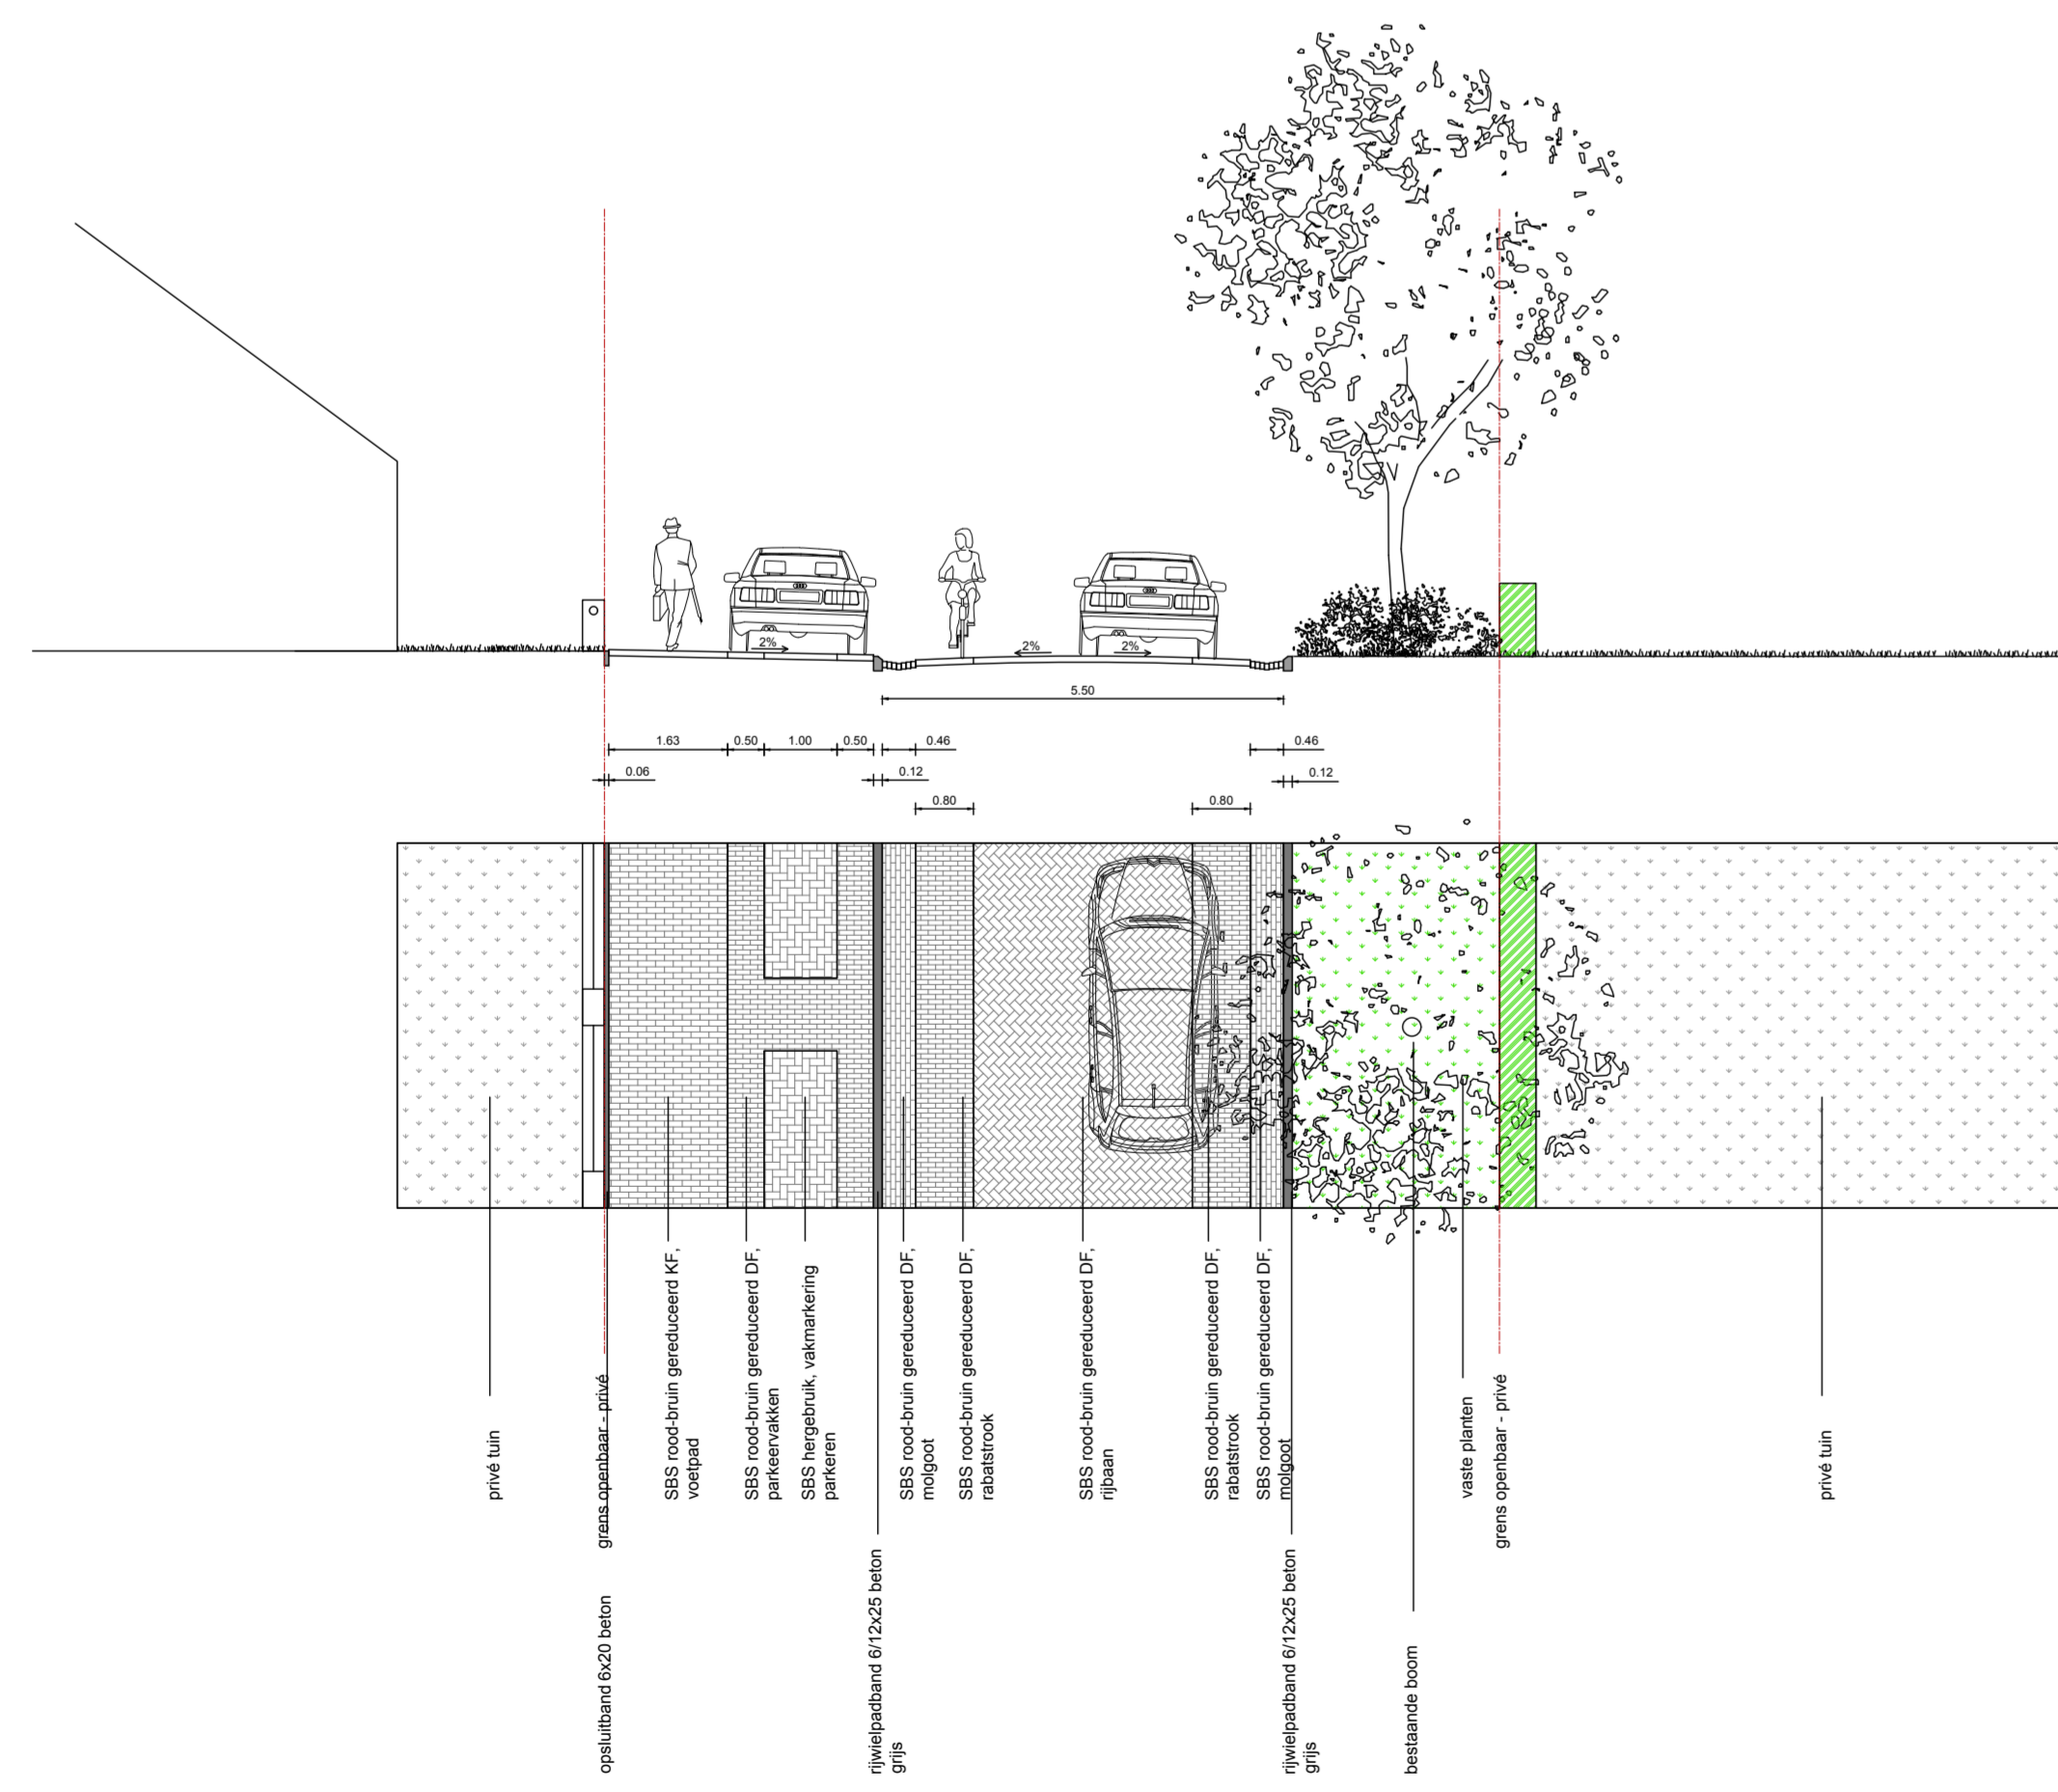 2%
2%
2%
5.50
1.63
0.50
1.00
0.50
0.46
0.46
0.06
0.12
0.12
0.80
0.80
privé tuin
grens openbaar - privé
opsluitband 6x20 beton
SBS rood-bruin gereduceerd KF,
voetpad
SBS rood-bruin gereduceerd DF,
parkeervakken
SBS hergebruik, vakmarkering
parkeren
rijwielpadband 6/12x25 beton
grijs
SBS rood-bruin gereduceerd DF,
molgoot
SBS rood-bruin gereduceerd DF,
rabatstrook
SBS rood-bruin gereduceerd DF,
rijbaan
SBS rood-bruin gereduceerd DF,
rabatstrook
SBS rood-bruin gereduceerd DF,
molgoot
rijwielpadband 6/12x25 beton
grijs
bestaande boom
vaste planten
grens openbaar - privé
privé tuin